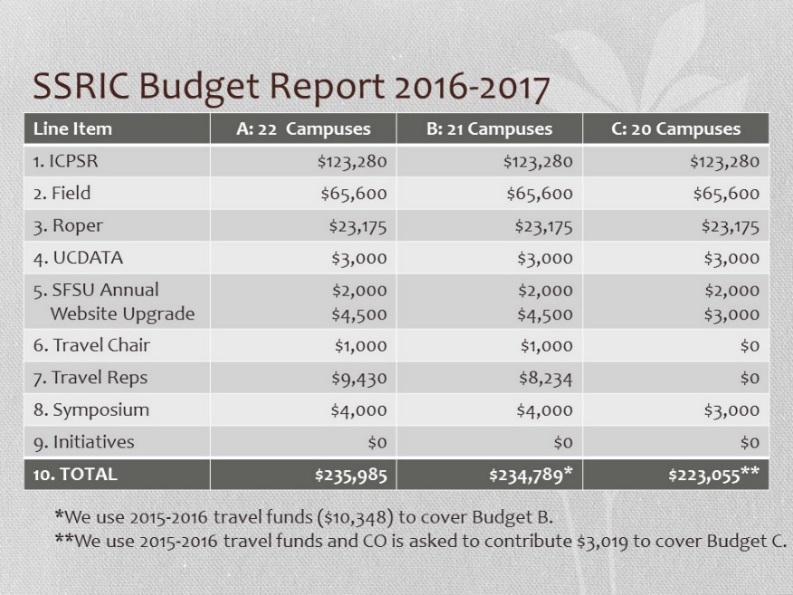 SSRIC Budget Report 2016-2017
Line Item A: 22 Campuses B: 21 Campuses C: 20 Campuses
1. ICPSR $123,280 $123,280 $123,280
2. Field $65,600 $65,600 $65,600
3. Roper $23,175 $23,175 $23,175
4. UCDATA $3,000 $3,000 $3,000
5. SFSU Annual $2,000 $2,000 $2,000
Website Upgrade $4,500 $4,500 $3,000
6. Travel Chair $1,000 $1,000 $0
7. Travel Reps $9,430 $8,234 $0
8. Symposium $4,000 $4,000 $3,000
9. Initiatives $0 $0 $0
10. TOTAL $235,985 $234,789* $223,055**
*We use 2015-2016 travel funds ($10,348) to cover Budget B.
**We use 2015-2016 travel funds and CO is asked to contribute $3,019 to cover Budget C.